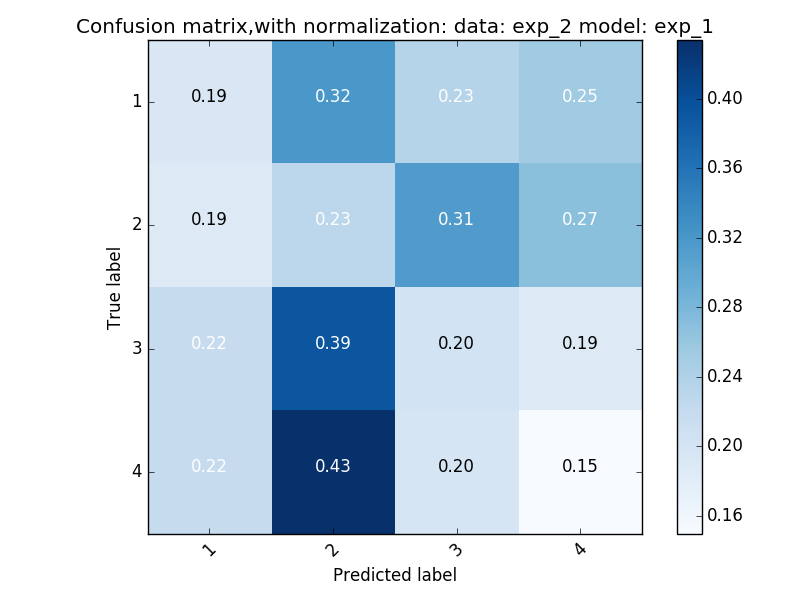 Confusion matrix,with normalization: data: exp_2 model: exp_1
1 0.19 0.32 0.23 0.25
2 0.19 0.23 0.31 0.27
3 0.22 0.39 0.20 0.19
4 0.22 0.43 0.20 0.15
1 2 3 4
True label
Predicted label
0.40
0.36
0.32
0.28
0.24
0.20
0.16